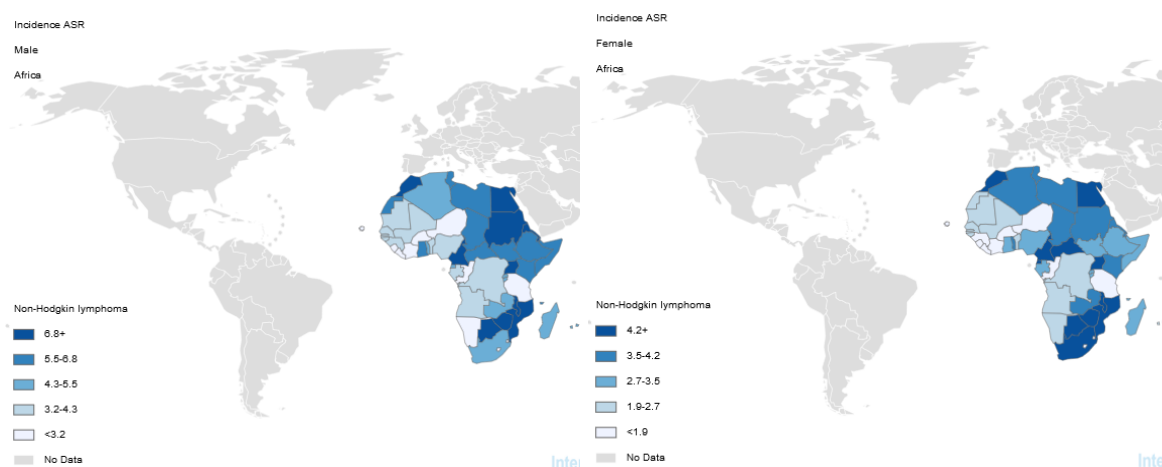 Incidence ASR
Male
Africa
Non-Hodgkin lymphoma
6.8+
5.5-6.8
4.3-5.5
3.2-4.3
<3.2
No Data
Inte
Incidence ASR
Female
Africa
Non-Hodgkin lymphoma
4.2+
3.5-4.2
2.7-3.5
1.9-2.7
<1.9
No Data
Inte